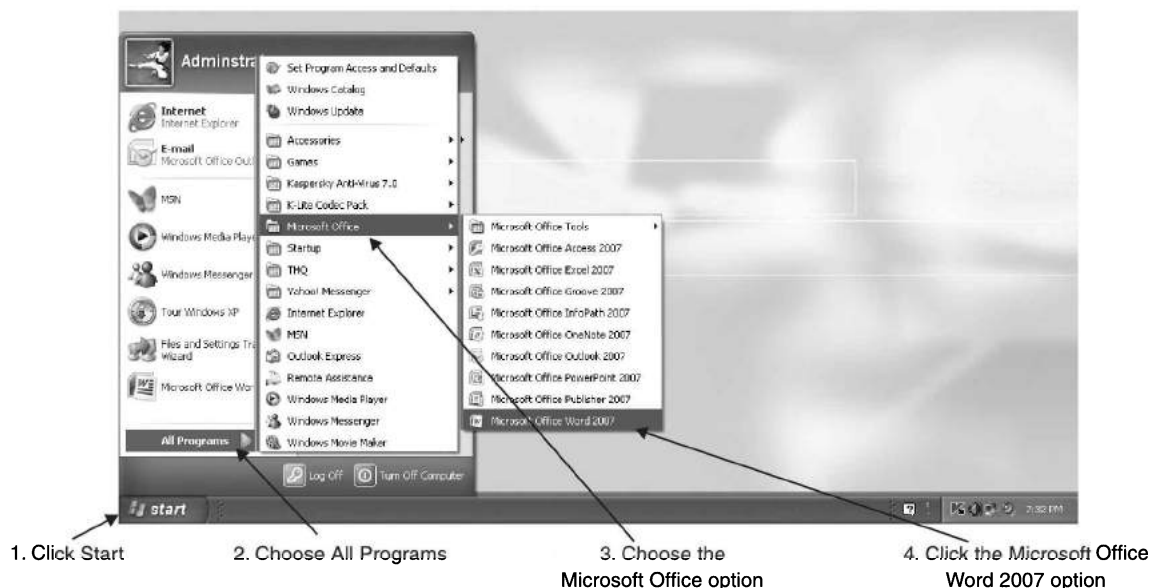 Adminstra
Internet
Internet Explorer
E-mail
Microsoft Office Outl
MSN
Windows Media Playe
Windows Messenger
Tour Windows XP
Files and Settings Tra
Wizard
Microsoft Office Wor
All Programs
Set Program Access and Defaults
Windows Catalog
Windows Update
Accessories
Games
Kaspersky Anti-Virus 7.0
K-Lite Codec Pack
Microsoft Office
Startup
THQ
Yahoo! Messenger
Internet Explorer
MSN
Outlook Express
Remote Assistance
Windows Media Player
Windows Messenger
Windows Movie Maker
Microsoft Office Tools
Microsoft Office Access 2007
Microsoft Office Excel 2007
Microsoft Office Groove 2007
Microsoft Office InfoPath 2007
Microsoft Office OneNote 2007
Microsoft Office Outlook 2007
Microsoft Office PowerPoint 2007
Microsoft Office Publisher 2007
Microsoft Office Word 2007
Log Off
Turn Off Computer
start
7:32 PM
1. Click Start
2. Choose All Programs
3. Choose the
Microsoft Office option
4. Click the Microsoft Office
Word 2007 option